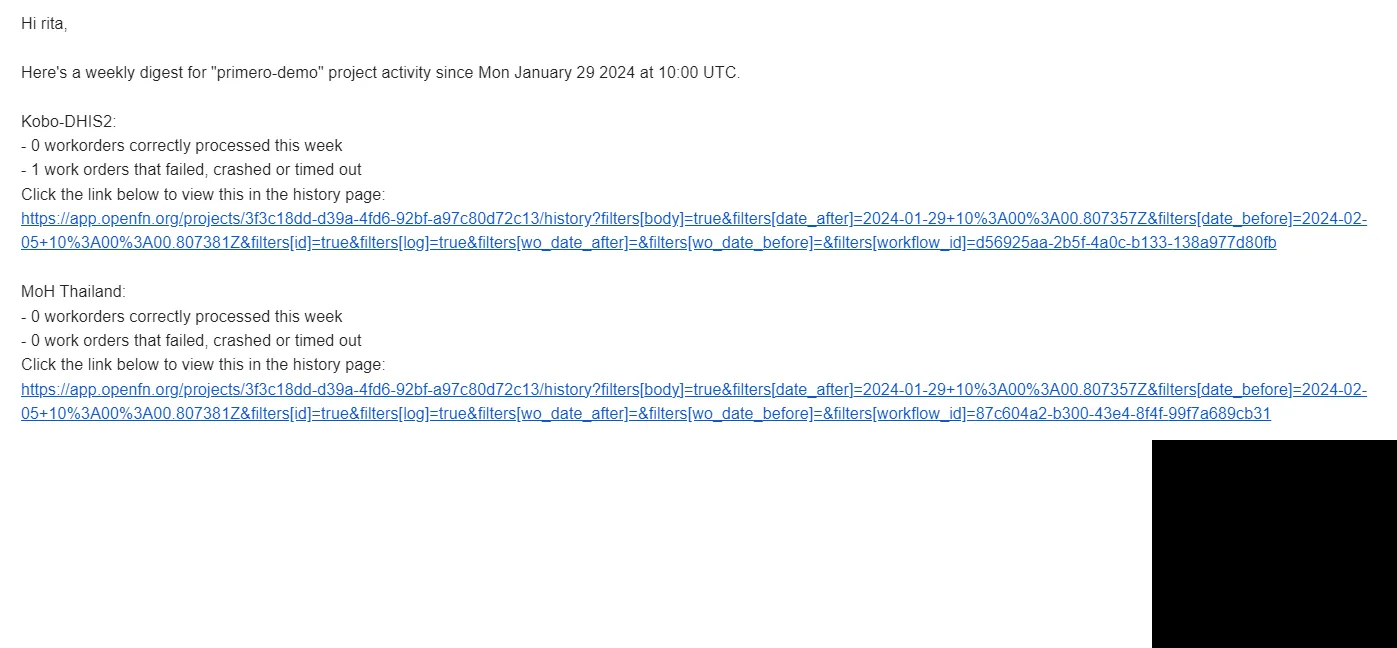 Hi rita,
Here's a weekly digest for "primero-demo" project activity since Mon January 29 2024 at 10:00 UTC.
Kobo-DHIS2:
- 0 workorders correctly processed this week
- 1 work orders that failed, crashed or timed out
Click the link below to view this in the history page:
https://app.openfn.org/projects/3f3c18dd-d39a-4fd6-92bf-a97c80d72c13/history?filters[body]=true&filters[date_after]=2024-01-29+10%3A00%3A00.807357Z&filters[date_before]=2024-02-
05+10%3A00%3A00.807381Z&filters[id]=true&filters[log]=true&filters[wo_date_after]=&filters[wo_date_before]=&filters[workflow_id]=d56925aa-2b5f-4a0c-b133-138a977d80fb
MoH Thailand:
- 0 workorders correctly processed this week
- 0 work orders that failed, crashed or timed out
Click the link below to view this in the history page:
https://app.openfn.org/projects/3f3c18dd-d39a-4fd6-92bf-a97c80d72c13/history?filters[body]=true&filters[date_after]=2024-01-29+10%3A00%3A00.807357Z&filters[date_before]=2024-02-
05+10%3A00%3A00.807381Z&filters[id]=true&filters[log]=true&filters[wo_date_after]=&filters[wo_date_before]=&filters[workflow_id]=87c604a2-b300-43e4-8f4f-99f7a689cb31